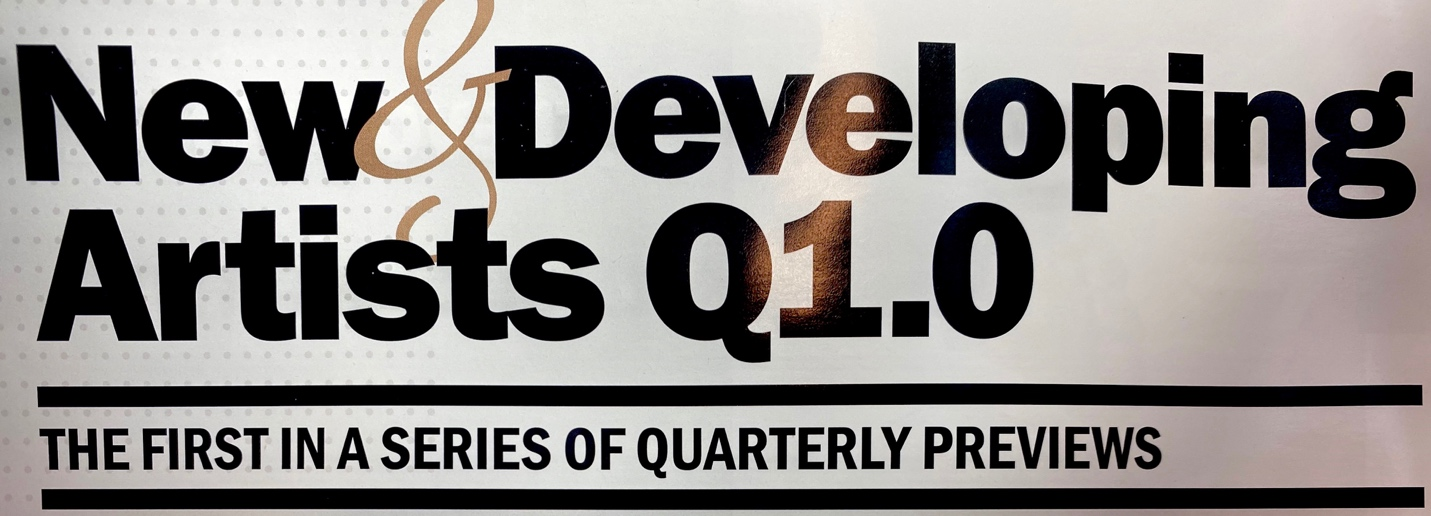 New & Developing
Artists Q1.0
THE FIRST IN A SERIES OF QUARTERLY PREVIEWS